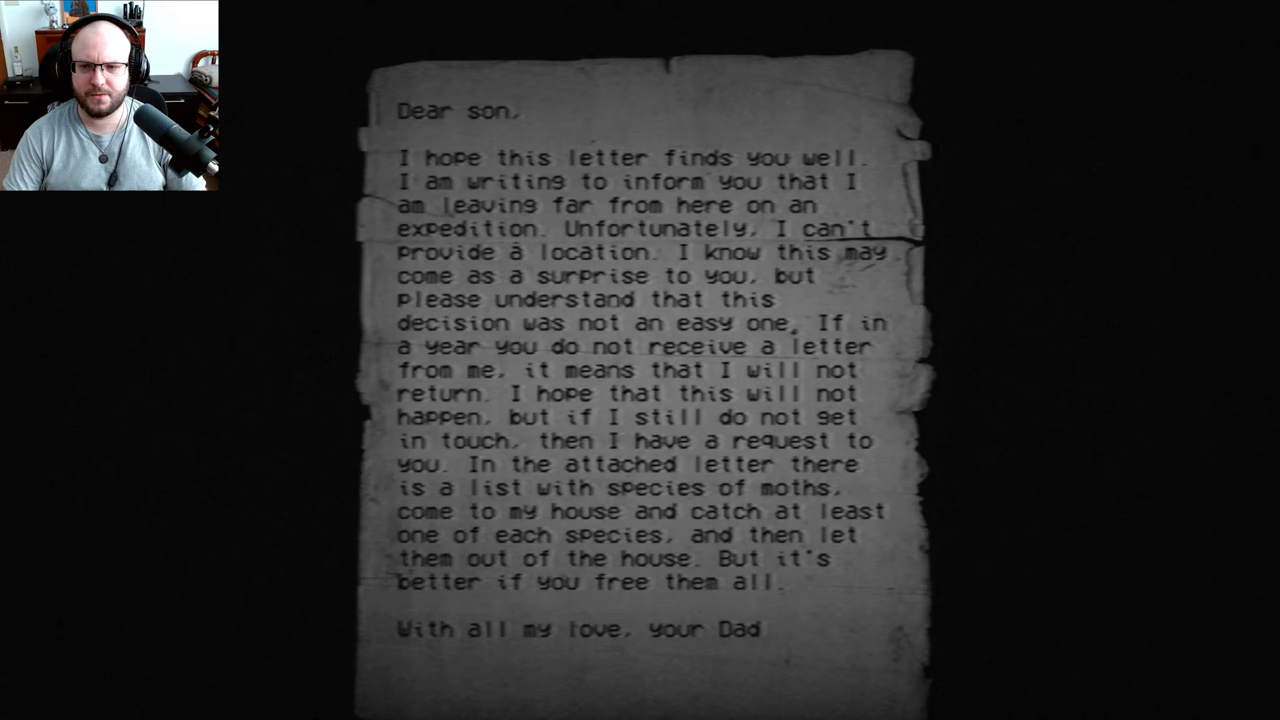 Dear son,
I hope this letter finds you well.
I am writing to inform you that I
am leaving far from here on an
expedition. Unfortunately, I can't
provide a location. I know this may
come as a surprise to you, but
please understand that this
decision was not an easy one. If in
a year you do not receive a letter
from me, it means that I will not
return. I hope that this will not
happen, but if I still do not get
in touch, then I have a request to
you. In the attached letter there
is a list with species of moths,
come to my house and catch at least
one of each species, and then let
them out of the house. But it's
better if you free them all.
With all my love, your Dad